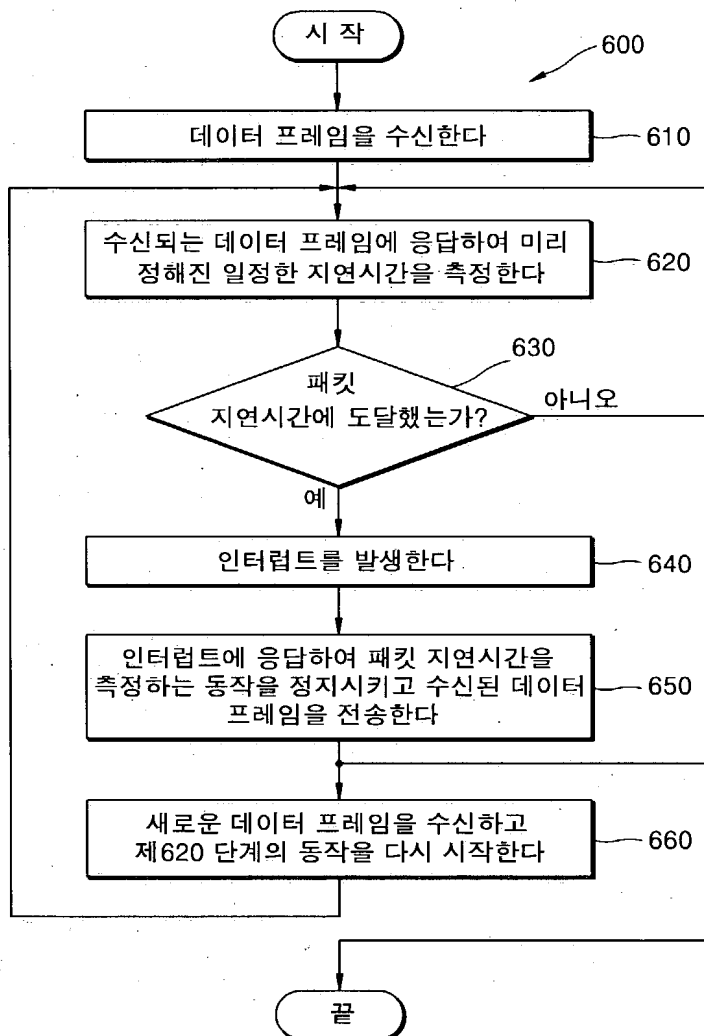 시 작
600
데이터 프레임을 수신한다
610
수신되는 데이터 프레임에 응답하여 미리
정해진 일정한 지연시간을 측정한다
620
630
패킷
지연시간에 도달했는가?
아니오
예
인터럽트를 발생한다
640
인터럽트에 응답하여 패킷 지연시간을
측정하는 동작을 정지시키고 수신된 데이터
프레임을 전송한다
650
새로운 데이터 프레임을 수신하고
제620 단계의 동작을 다시 시작한다
660
끝